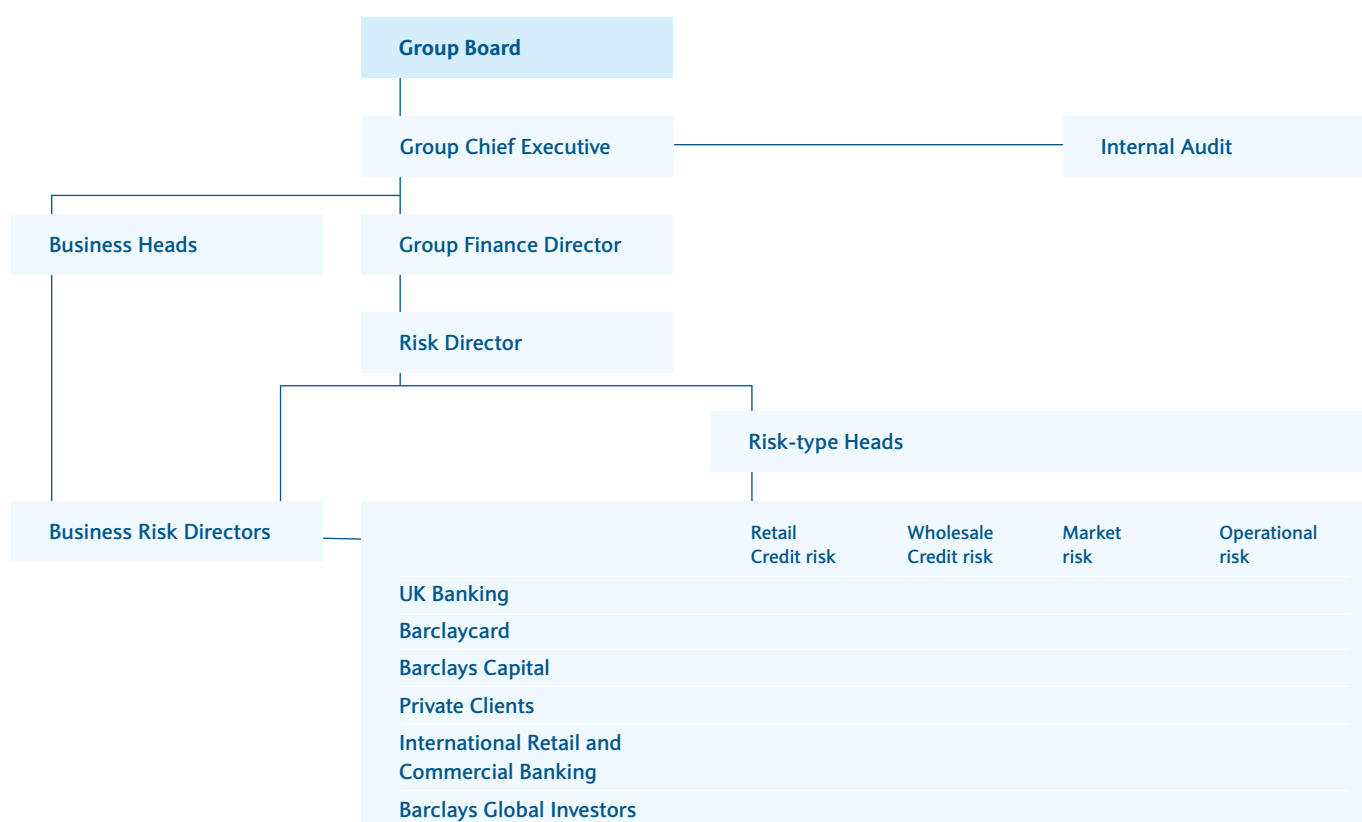 Group Board
Group Chief Executive
Internal Audit
Business Heads
Group Finance Director
Risk Director
Risk-type Heads
Business Risk Directors
Retail
Credit risk
Wholesale
Credit risk
Market
risk
Operational
risk
UK Banking
Barclaycard
Barclays Capital
Private Clients
International Retail and
Commercial Banking
Barclays Global Investors